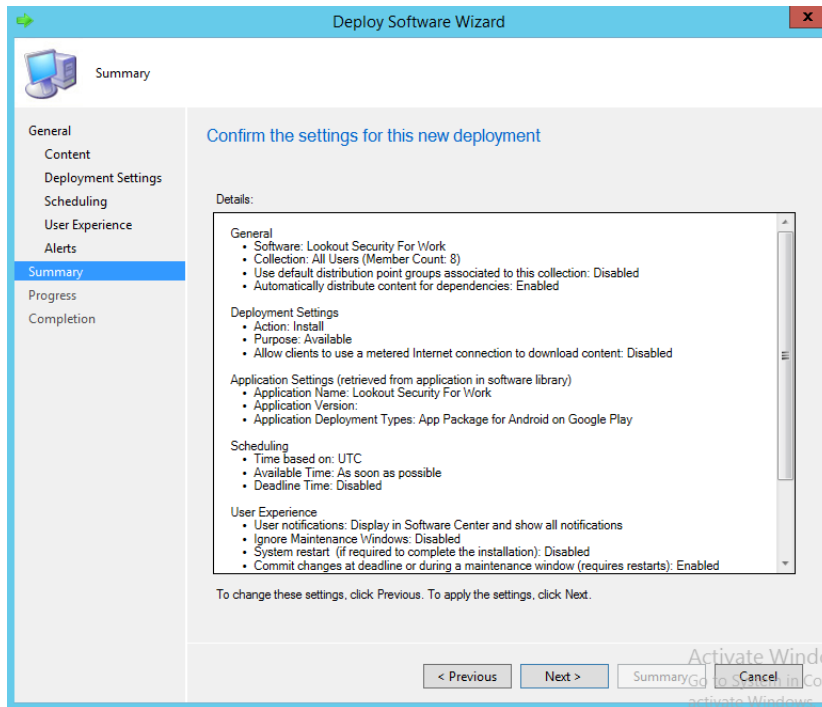 Deploy Software Wizard
x
Summary
General
Content
Deployment Settings
Scheduling
User Experience
Alerts
Summary
Progress
Completion
Confirm the settings for this new deployment
Details:
General
• Software: Lookout Security For Work
• Collection: All Users (Member Count: 8)
• Use default distribution point groups associated to this collection: Disabled
• Automatically distribute content for dependencies: Enabled
Deployment Settings
• Action: Install
• Purpose: Available
• Allow clients to use a metered Internet connection to download content: Disabled
Application Settings (retrieved from application in software library)
• Application Name: Lookout Security For Work
• Application Version:
• Application Deployment Types: App Package for Android on Google Play
Scheduling
• Time based on: UTC
• Available Time: As soon as possible
• Deadline Time: Disabled
User Experience
• User notifications: Display in Software Center and show all notifications
• Ignore Maintenance Windows: Disabled
• System restart  (if required to complete the installation): Disabled
• Commit changes at deadline or during a maintenance window (requires restarts): Enabled
To change these settings, click Previous. To apply the settings, click Next.
< Previous
Next >
Summary
Cancel
Activate Wind
Go to System in Co
activate Windows